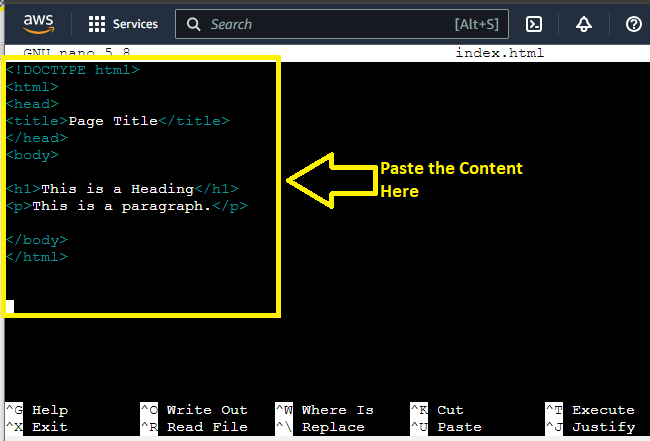 aws Services Search [Alt+S]
GNU nano 5.8 index.html
<!DOCTYPE html>
<html>
<head>
<title>Page Title</title>
</head>
<body>
<h1>This is a Heading</h1>
<p>This is a paragraph.</p>
</body>
</html>
Paste the Content
Here
^G Help ^O Write Out ^W Where Is ^K Cut ^T Execute
^X Exit ^R Read File ^\ Replace ^U Paste ^J Justify